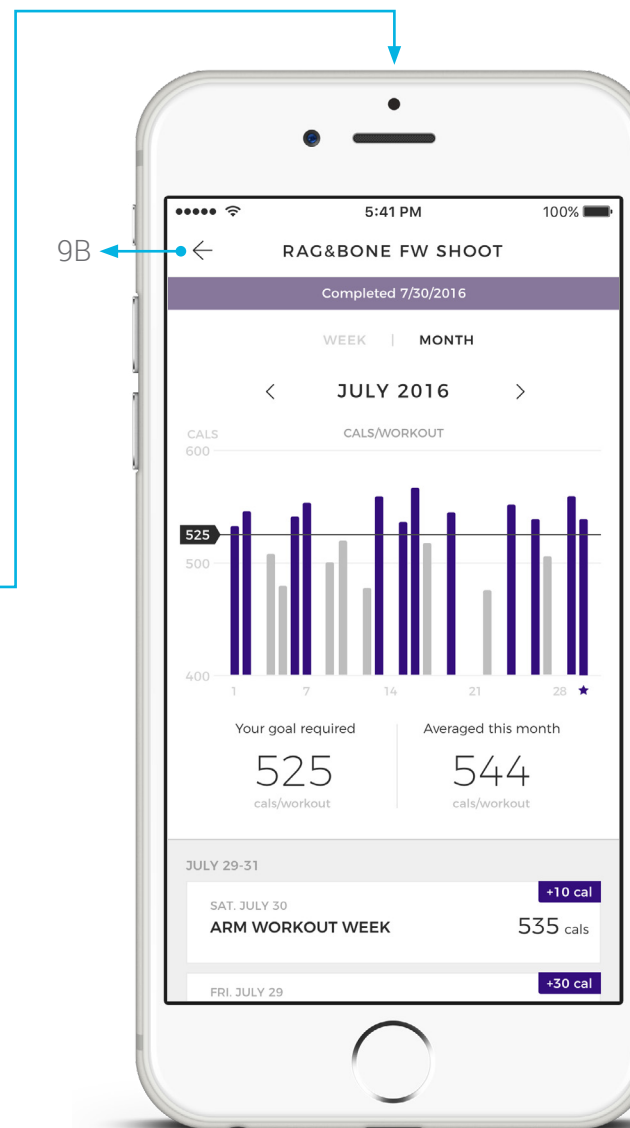 5:41 PM
100%
9B
RAG&BONE FW SHOOT
Completed 7/30/2016
WEEK | MONTH
JULY 2016
CALS
CALS/WORKOUT
600
525
500
400
1 7 14 21 28
Your goal required
Averaged this month
525
544
cals/workout
cals/workout
JULY 29-31
+10 cal
SAT. JULY 30
ARM WORKOUT WEEK
535 cals
+30 cal
FRI. JULY 29